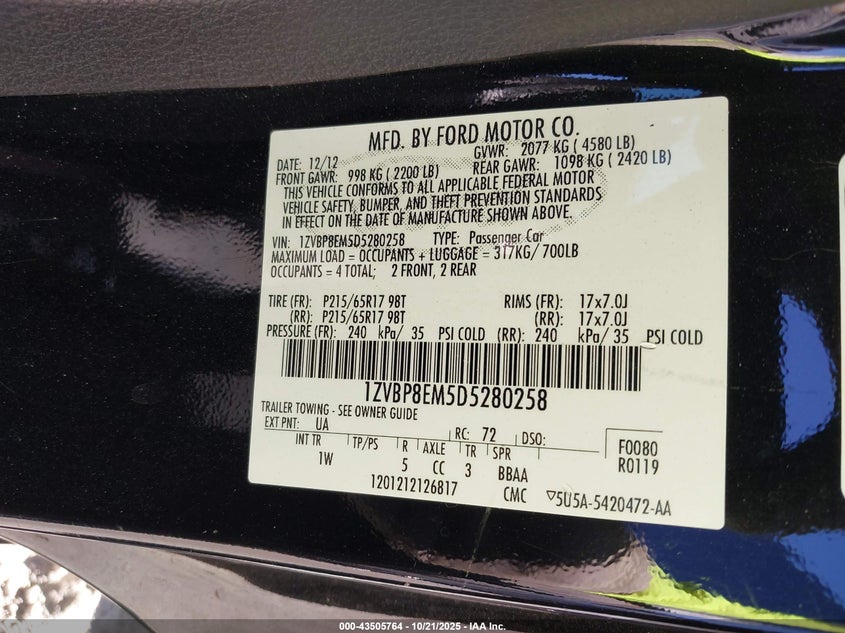 MFD. BY FORD MOTOR CO.
DATE: 12/12 GVWR: 2077 KG ( 4580 LB)
FRONT GAWR: 998 KG ( 2200 LB) REAR GAWR: 1098 KG ( 2420 LB)
THIS VEHICLE CONFORMS TO ALL APPLICABLE FEDERAL MOTOR
VEHICLE SAFETY, BUMPER, AND THEFT PREVENTION STANDARDS
IN EFFECT ON THE DATE OF MANUFACTURE SHOWN ABOVE.
VIN: 1ZVBP8EM5D5280258 TYPE: Passenger Car
MAXIMUM LOAD = OCCUPANTS + LUGGAGE = 317KG/ 700LB
OCCUPANTS = 4 TOTAL; 2 FRONT, 2 REAR
TIRE (FR): P215/65R17 98T RIMS (FR): 17x7.0J
(RR): P215/65R17 98T (RR): 17x7.0J
PRESSURE (FR): 240 kPa/ 35 PSI COLD (RR): 240 kPa/ 35 PSI COLD
1ZVBP8EM5D5280258
TRAILER TOWING - SEE OWNER GUIDE
EXT PNT: UA RC: 72 DSO: F0080
INT TR TP/PS R AXLE TR SPR R0119
1W 5 CC 3 BBAA
1201212126817 CMC ▽5U5A-5420472-AA
000-43505764 - 10/21/2025 - IAA Inc.